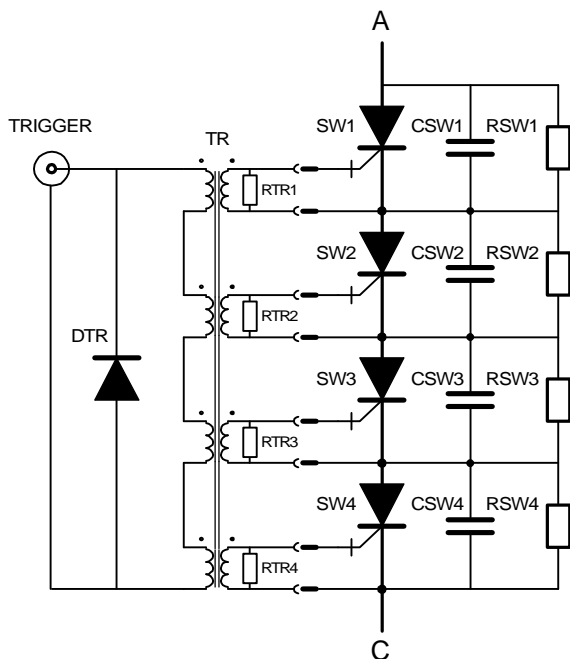 A
TRIGGER
TR
SW1
CSW1
RSW1
RTR1
SW2
CSW2
RSW2
RTR2
DTR
SW3
CSW3
RSW3
RTR3
SW4
CSW4
RSW4
RTR4
C